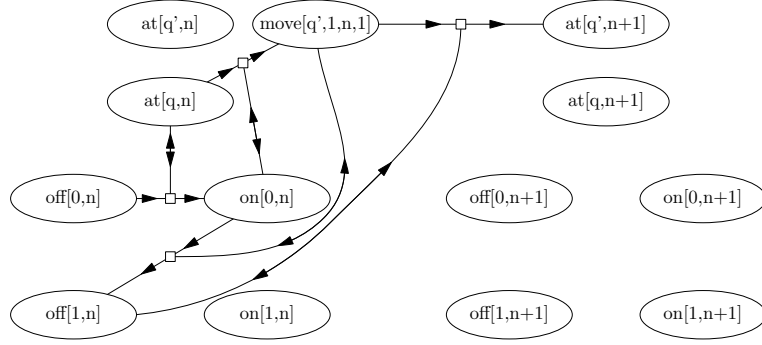 at[q',n]
move[q',1,n,1]
at[q',n+1]
at[q,n]
at[q,n+1]
off[0,n]
on[0,n]
off[0,n+1]
on[0,n+1]
off[1,n]
on[1,n]
off[1,n+1]
on[1,n+1]